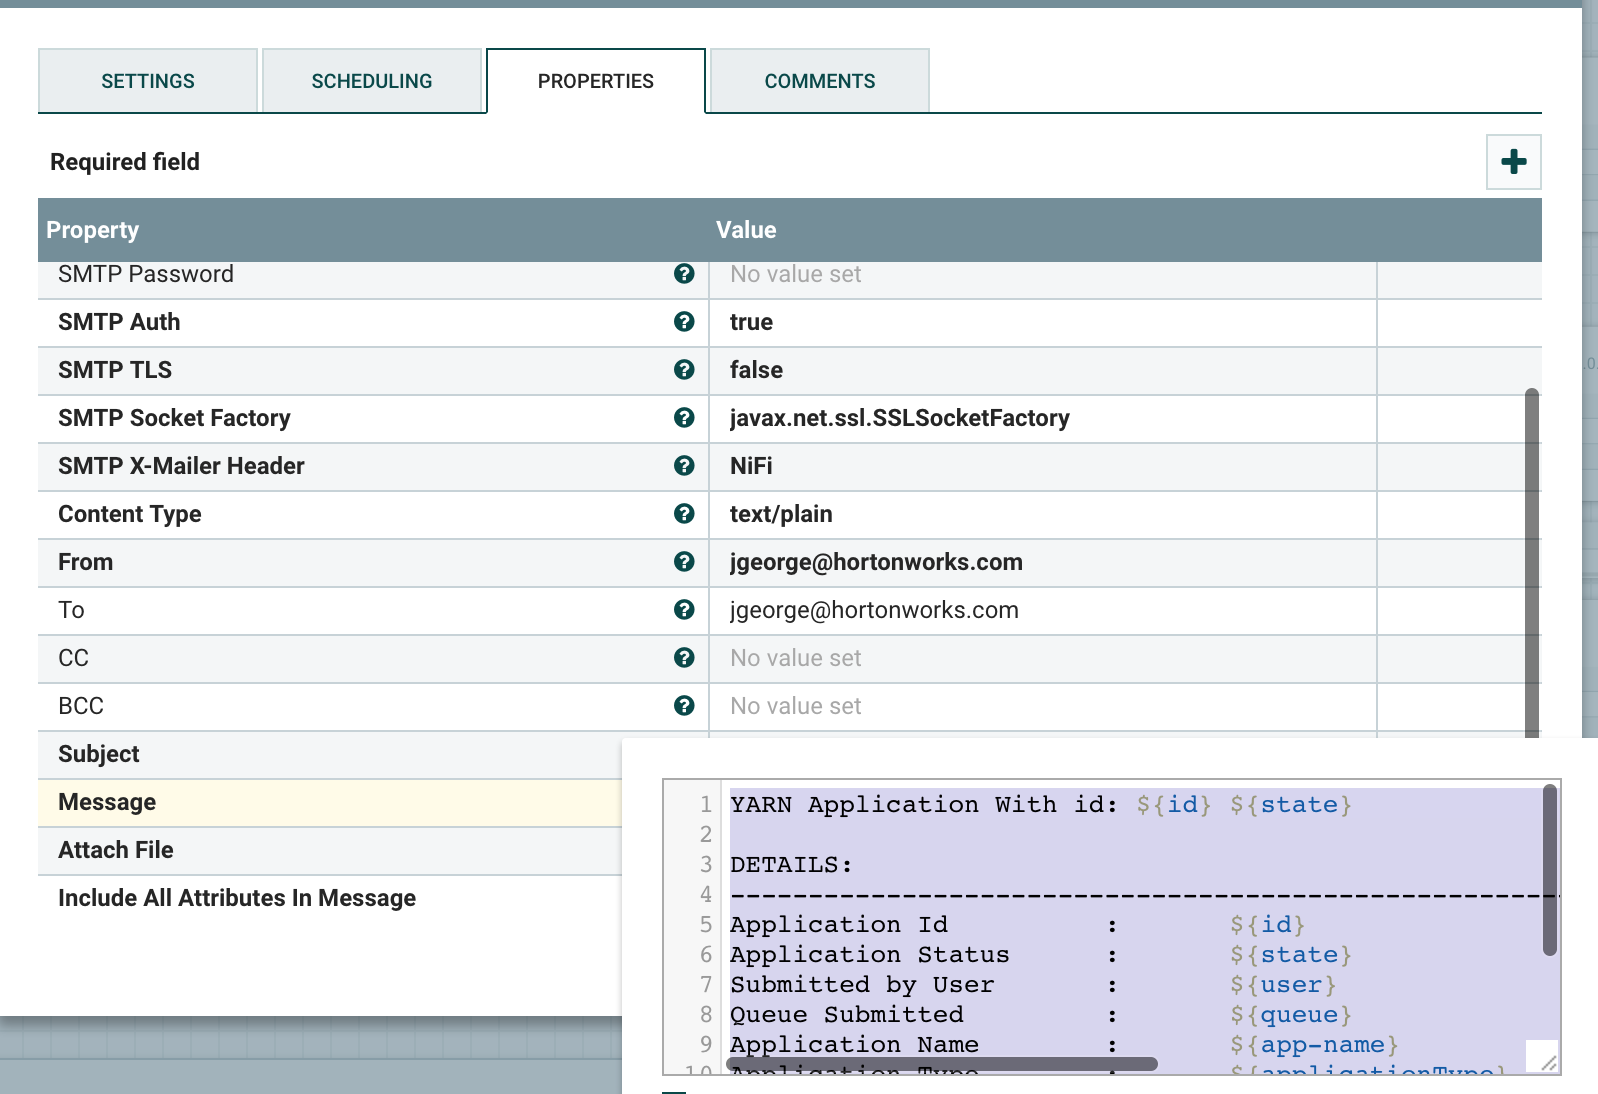 SETTINGS SCHEDULING PROPERTIES COMMENTS
Required field
Property Value
SMTP Password No value set
SMTP Auth true
SMTP TLS false
SMTP Socket Factory javax.net.ssl.SSLSocketFactory
SMTP X-Mailer Header NiFi
Content Type text/plain
From jgeorge@hortonworks.com
To jgeorge@hortonworks.com
CC No value set
BCC No value set
Subject
Message
Attach File
Include All Attributes In Message
1 YARN Application With id: ${id} ${state}
2
3 DETAILS:
4 ------------------------------------------------------
5 Application Id : ${id}
6 Application Status : ${state}
7 Submitted by User : ${user}
8 Queue Submitted : ${queue}
9 Application Name : ${app-name}
10 Application Type : ${applicationType}